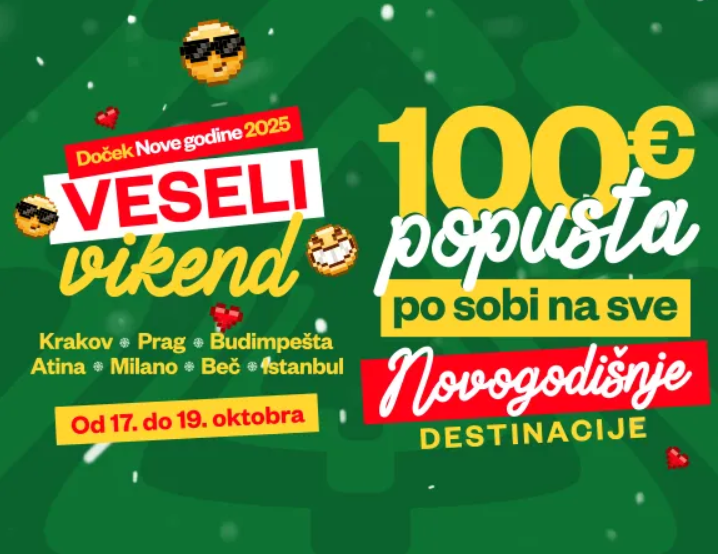 Doček Nove godine 2025
VESELI
vikend
Krakov * Prag * Budimpešta
Atina * Milano * Beč * Istanbul
Od 17. do 19. oktobra
100€
popusta
po sobi na sve
Novogodišnje
DESTINACIJE